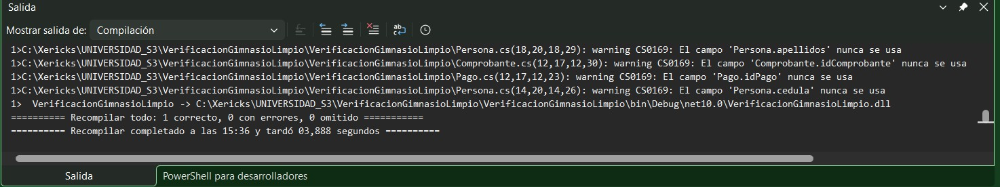 Salida
Mostrar salida de: Compilación
1>C:\Xericks\UNIVERSIDAD_S3\VerificacionGimnasioLimpio\VerificacionGimnasioLimpio\Persona.cs(18,20,18,29): warning CS0169: El campo 'Persona.apellidos' nunca se usa
1>C:\Xericks\UNIVERSIDAD_S3\VerificacionGimnasioLimpio\VerificacionGimnasioLimpio\Comprobante.cs(12,17,12,30): warning CS0169: El campo 'Comprobante.idComprobante' nunca se usa
1>C:\Xericks\UNIVERSIDAD_S3\VerificacionGimnasioLimpio\VerificacionGimnasioLimpio\Pago.cs(12,17,12,23): warning CS0169: El campo 'Pago.idPago' nunca se usa
1>C:\Xericks\UNIVERSIDAD_S3\VerificacionGimnasioLimpio\VerificacionGimnasioLimpio\Persona.cs(14,20,14,26): warning CS0169: El campo 'Persona.cedula' nunca se usa
1>  VerificacionGimnasioLimpio -> C:\Xericks\UNIVERSIDAD_S3\VerificacionGimnasioLimpio\VerificacionGimnasioLimpio\bin\Debug\net10.0\VerificacionGimnasioLimpio.dll
========== Recompilar todo: 1 correcto, 0 con errores, 0 omitido ===========
========== Recompilar completado a las 15:36 y tardó 03,888 segundos ==========
Salida
PowerShell para desarrolladores